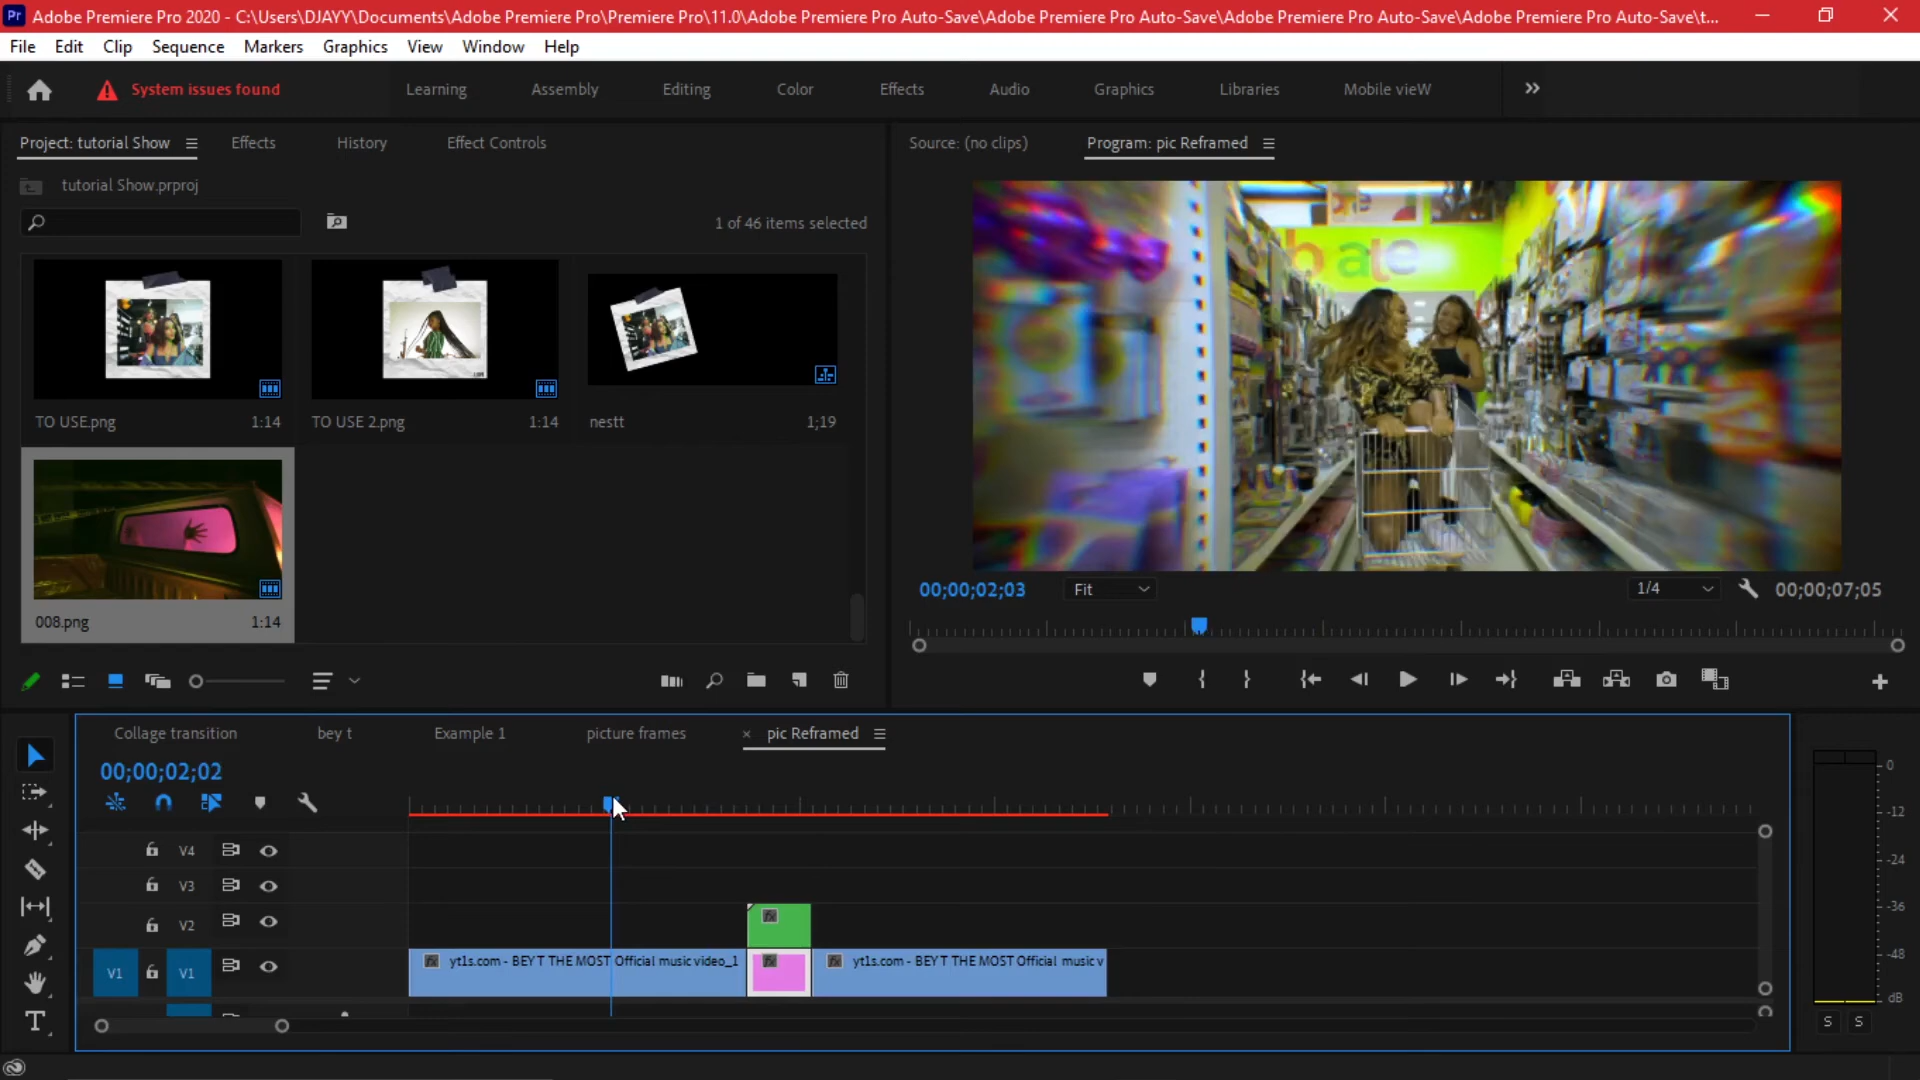 Adobe Premiere Pro 2020 - C:\Users\DJAYY\Documents\Adobe Premiere Pro\Premiere Pro\11.0\Adobe Premiere Pro Auto-Save\Adobe Premiere Pro Auto-Save\Adobe Premiere Pro Auto-Save\Adobe Premiere Pro Auto-Save\t...
File Edit Clip Sequence Markers Graphics View Window Help
System issues found Learning Assembly Editing Color Effects Audio Graphics Libraries Mobile vieW
Project: tutorial Show Effects History Effect Controls Source: (no clips) Program: pic Reframed
tutorial Show.prproj
1 of 46 items selected
TO USE.png 1:14 TO USE 2.png 1:14 nestt 1;19
008.png 1:14
00;00;02;03 Fit 1/4 00;00;07;05
Collage transition bey t Example 1 picture frames × pic Reframed
00;00;02;02
V4
V3
V2
V1 V1
fx
fx yt1s.com - BEY T THE MOST Official music video_1 fx fx yt1s.com - BEY T THE MOST Official music v
0
-12
-24
-36
-48
dB
S S